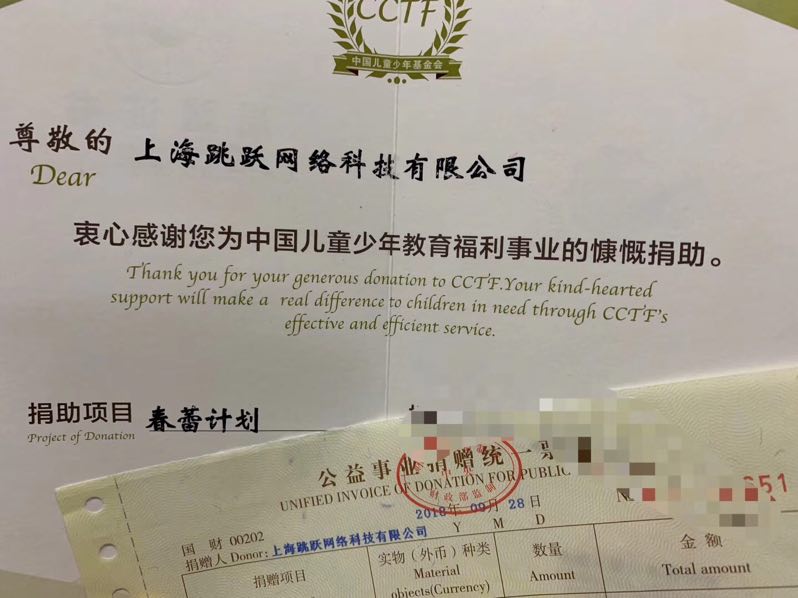 CCTF
中国儿童少年基金会
尊敬的 上海跳跃网络科技有限公司
Dear
衷心感谢您为中国儿童少年教育福利事业的慷慨捐助。
Thank you for your generous donation to CCTF.Your kind-hearted
support will make a real difference to children in need through CCTF's
effective and efficient service.
捐助项目 春蕾计划
Project of Donation
公益事业捐赠统一票
UNIFIED INVOICE OF DONATION FOR PUBLIC
财政部监制
2018年 09月 28日
Y M D
国 财 00202
651
捐赠人 Donor:上海跳跃网络科技有限公司
捐赠项目
实物（外币）种类
Material
objects(Currency)
数量
Amount
金 额
Total amount